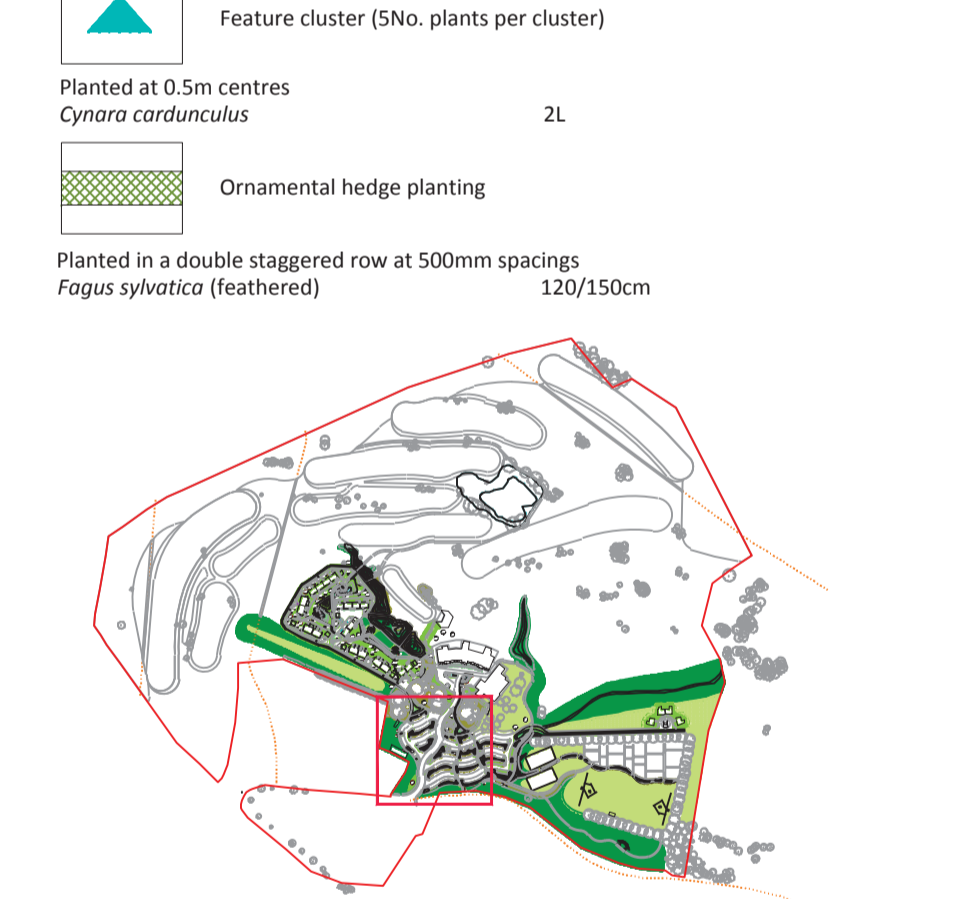 Feature cluster (5No. plants per cluster)
Planted at 0.5m centres
Cynara cardunculus 2L
Ornamental hedge planting
Planted in a double staggered row at 500mm spacings
Fagus sylvatica (feathered) 120/150cm